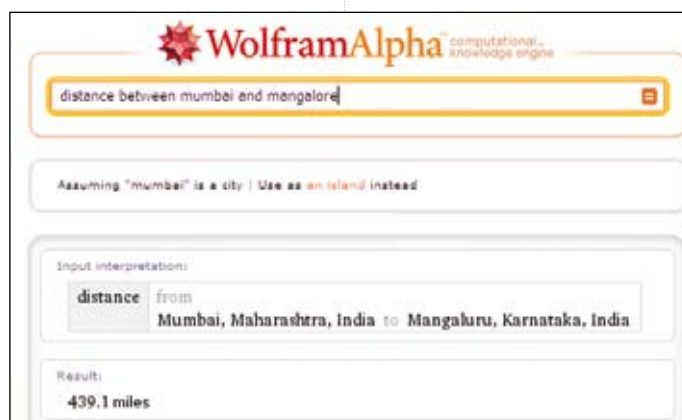 WolframAlpha computational knowledge engine
distance between mumbai and mangalore
Assuming "mumbai" is a city | Use as an island instead
Input interpretation:
distance from
Mumbai, Maharashtra, India to Mangaluru, Karnataka, India
Result:
439.1 miles